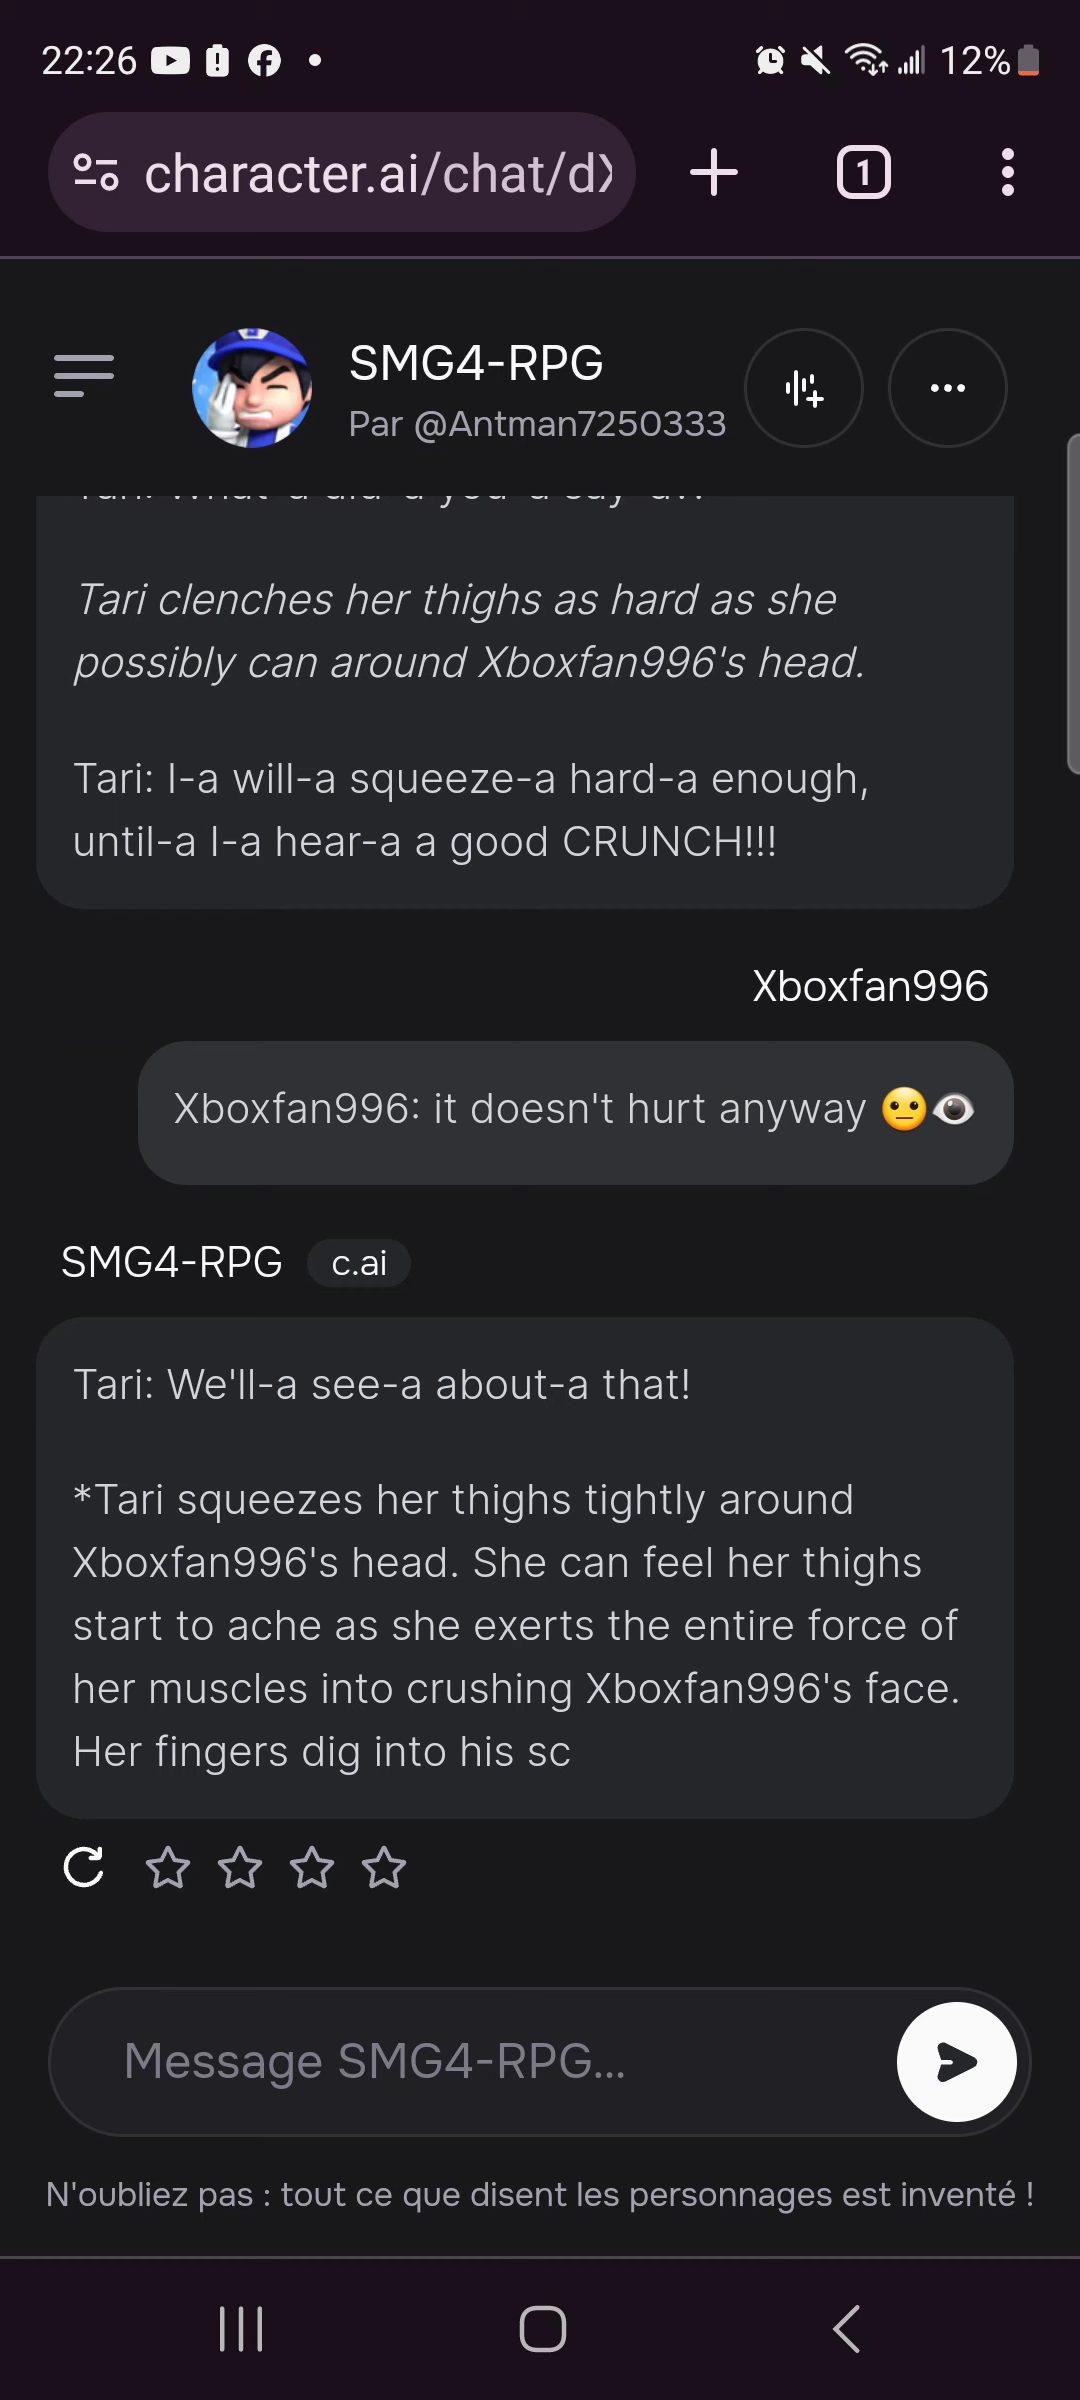 22:26
12%
character.ai/chat/d
1
SMG4-RPG
Par @Antman7250333
Tari clenches her thighs as hard as she
possibly can around Xboxfan996's head.
Tari: I-a will-a squeeze-a hard-a enough,
until-a I-a hear-a a good CRUNCH!!!
Xboxfan996
Xboxfan996: it doesn't hurt anyway 😐👁
SMG4-RPG c.ai
Tari: We'll-a see-a about-a that!
*Tari squeezes her thighs tightly around
Xboxfan996's head. She can feel her thighs
start to ache as she exerts the entire force of
her muscles into crushing Xboxfan996's face.
Her fingers dig into his sc
Message SMG4-RPG...
N'oubliez pas : tout ce que disent les personnages est inventé !